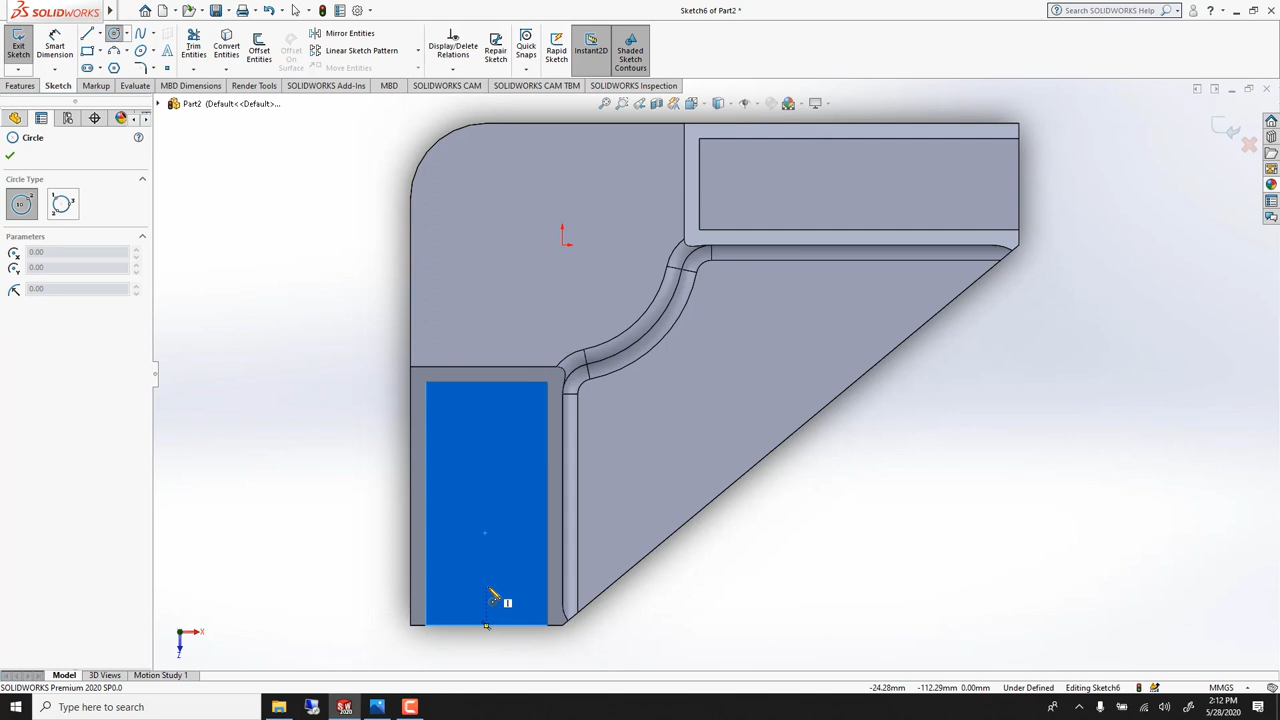 SOLIDWORKS
Sketch6 of Part2 *
Search SOLIDWORKS Help
Exit Sketch
Smart Dimension
Trim Entities
Convert Entities
Offset Entities
Offset On Surface
Mirror Entities
Linear Sketch Pattern
Move Entities
Display/Delete Relations
Repair Sketch
Quick Snaps
Rapid Sketch
Instant2D
Shaded Sketch Contours
Features Sketch Markup Evaluate MBD Dimensions Render Tools SOLIDWORKS Add-Ins MBD SOLIDWORKS CAM SOLIDWORKS CAM TBM SOLIDWORKS Inspection
Part2 (Default<<Default>...
Circle
Circle Type
Parameters
0.00
0.00
0.00
X
Z
Model 3D Views Motion Study 1
SOLIDWORKS Premium 2020 SP0.0
-24.28mm -112.29mm 0.00mm Under Defined Editing Sketch6 MMGS
Type here to search
2:12 PM
5/28/2020